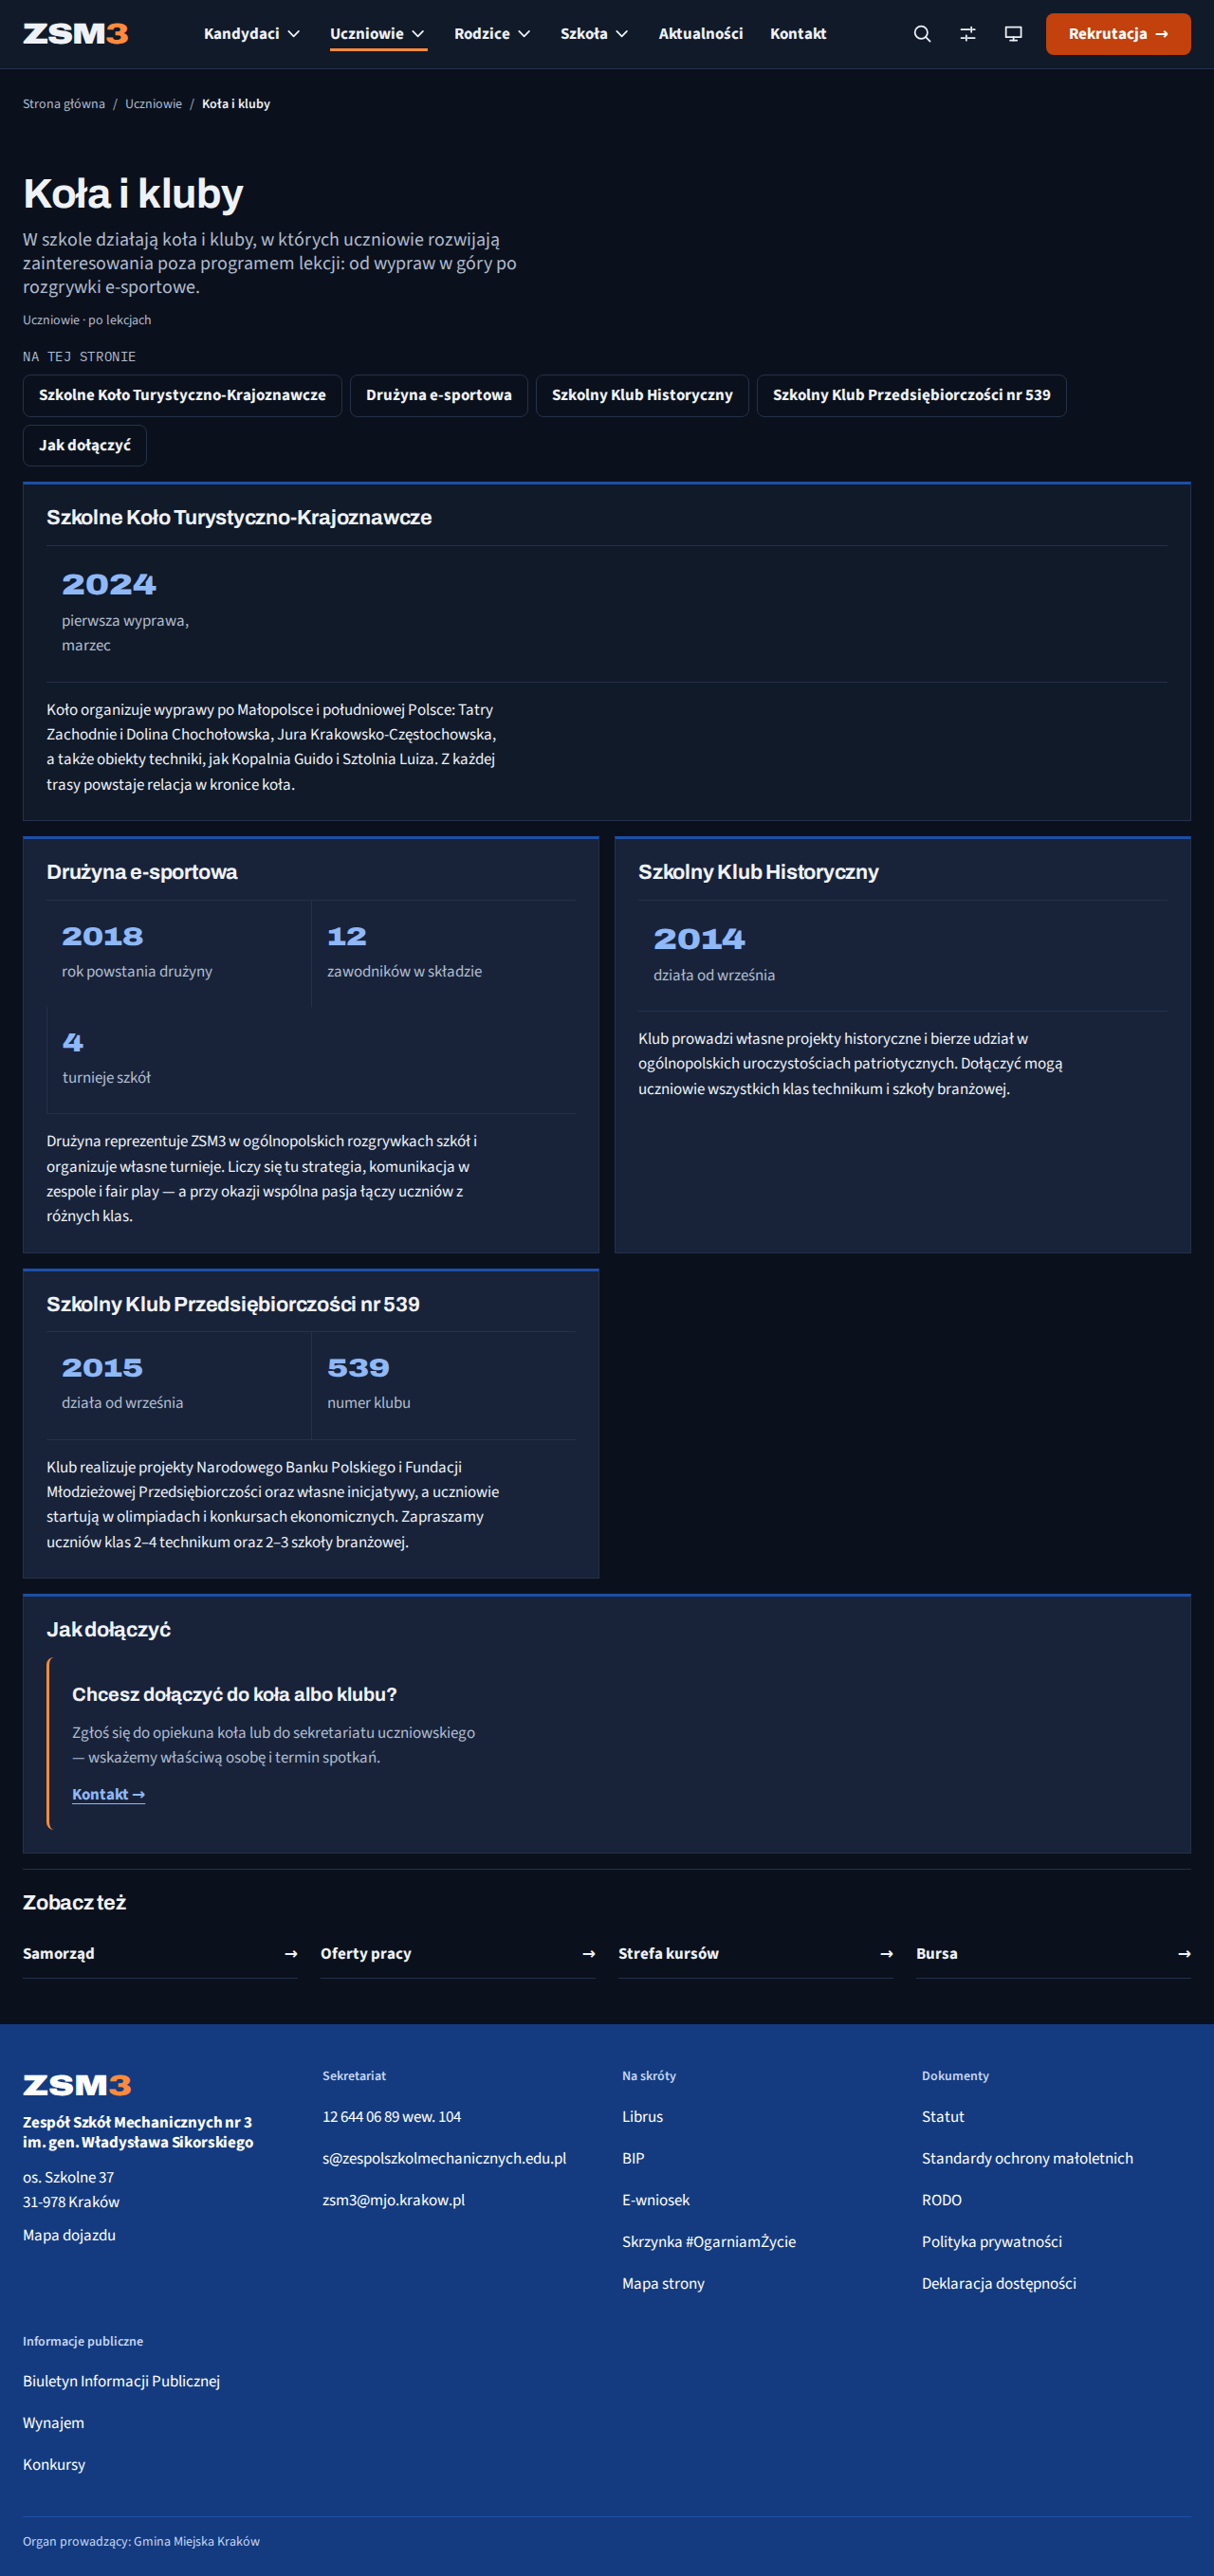 ZSM3
Kandydaci
Uczniowie
Rodzice
Szkoła
Aktualności
Kontakt
Rekrutacja →
Strona główna / Uczniowie / Koła i kluby
Koła i kluby
W szkole działają koła i kluby, w których uczniowie rozwijają
zainteresowania poza programem lekcji: od wypraw w góry po
rozgrywki e-sportowe.
Uczniowie · po lekcjach
NA TEJ STRONIE
Szkolne Koło Turystyczno-Krajoznawcze
Drużyna e-sportowa
Szkolny Klub Historyczny
Szkolny Klub Przedsiębiorczości nr 539
Jak dołączyć
Szkolne Koło Turystyczno-Krajoznawcze
2024
pierwsza wyprawa,
marzec
Koło organizuje wyprawy po Małopolsce i południowej Polsce: Tatry
Zachodnie i Dolina Chochołowska, Jura Krakowsko-Częstochowska,
a także obiekty techniki, jak Kopalnia Guido i Sztolnia Luiza. Z każdej
trasy powstaje relacja w kronice koła.
Drużyna e-sportowa
2018
rok powstania drużyny
12
zawodników w składzie
4
turnieje szkół
Drużyna reprezentuje ZSM3 w ogólnopolskich rozgrywkach szkół i
organizuje własne turnieje. Liczy się tu strategia, komunikacja w
zespole i fair play — a przy okazji wspólna pasja łączy uczniów z
różnych klas.
Szkolny Klub Historyczny
2014
działa od września
Klub prowadzi własne projekty historyczne i bierze udział w
ogólnopolskich uroczystościach patriotycznych. Dołączyć mogą
uczniowie wszystkich klas technikum i szkoły branżowej.
Szkolny Klub Przedsiębiorczości nr 539
2015
działa od września
539
numer klubu
Klub realizuje projekty Narodowego Banku Polskiego i Fundacji
Młodzieżowej Przedsiębiorczości oraz własne inicjatywy, a uczniowie
startują w olimpiadach i konkursach ekonomicznych. Zapraszamy
uczniów klas 2–4 technikum oraz 2–3 szkoły branżowej.
Jak dołączyć
Chcesz dołączyć do koła albo klubu?
Zgłoś się do opiekuna koła lub do sekretariatu uczniowskiego
— wskażemy właściwą osobę i termin spotkań.
Kontakt →
Zobacz też
Samorząd →
Oferty pracy →
Strefa kursów →
Bursa →
ZSM3
Zespół Szkół Mechanicznych nr 3
im. gen. Władysława Sikorskiego
os. Szkolne 37
31-978 Kraków
Mapa dojazdu
Sekretariat
12 644 06 89 wew. 104
s@zespolszkolmechanicznych.edu.pl
zsm3@mjo.krakow.pl
Na skróty
Librus
BIP
E-wniosek
Skrzynka #OgarniamŻycie
Mapa strony
Dokumenty
Statut
Standardy ochrony małoletnich
RODO
Polityka prywatności
Deklaracja dostępności
Informacje publiczne
Biuletyn Informacji Publicznej
Wynajem
Konkursy
Organ prowadzący: Gmina Miejska Kraków